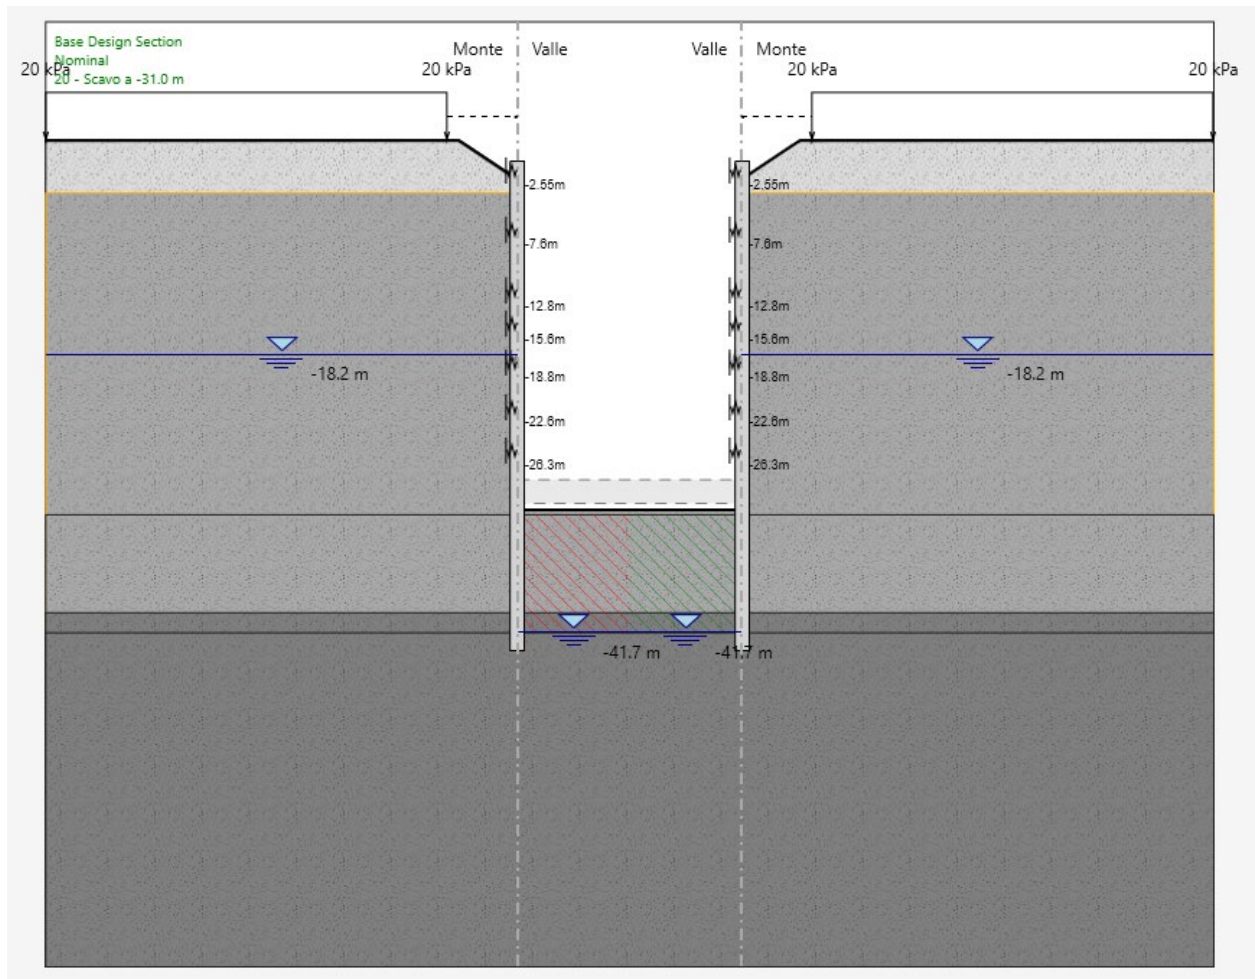 Base Design Section
Nominal
20 - Scavo a -31.0 m
Monte
Valle
Valle
Monte
20 kPa
20 kPa
20 kPa
20 kPa
-2.55m
-2.55m
-7.6m
-7.6m
-12.8m
-12.8m
-15.6m
-15.6m
-18.2 m
-18.2 m
-18.8m
-18.8m
-22.6m
-22.6m
-26.3m
-26.3m
-41.7 m
-41.7 m